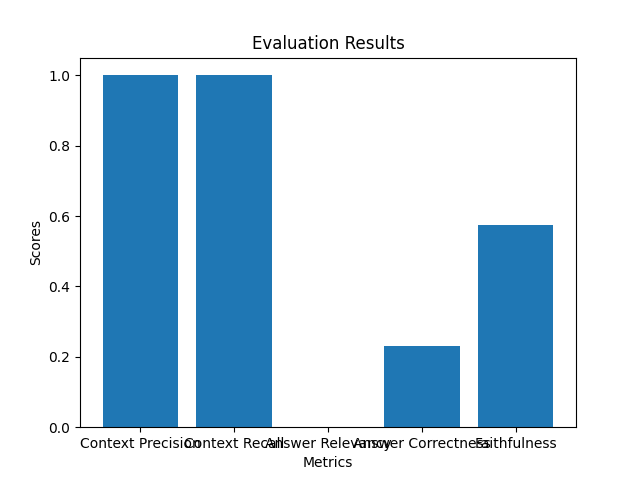 Evaluation Results
1.0
0.8
0.6
0.4
0.2
0.0
Scores
Context Precision Context Recall Answer Relevancy Answer Correctness Faithfulness
Metrics